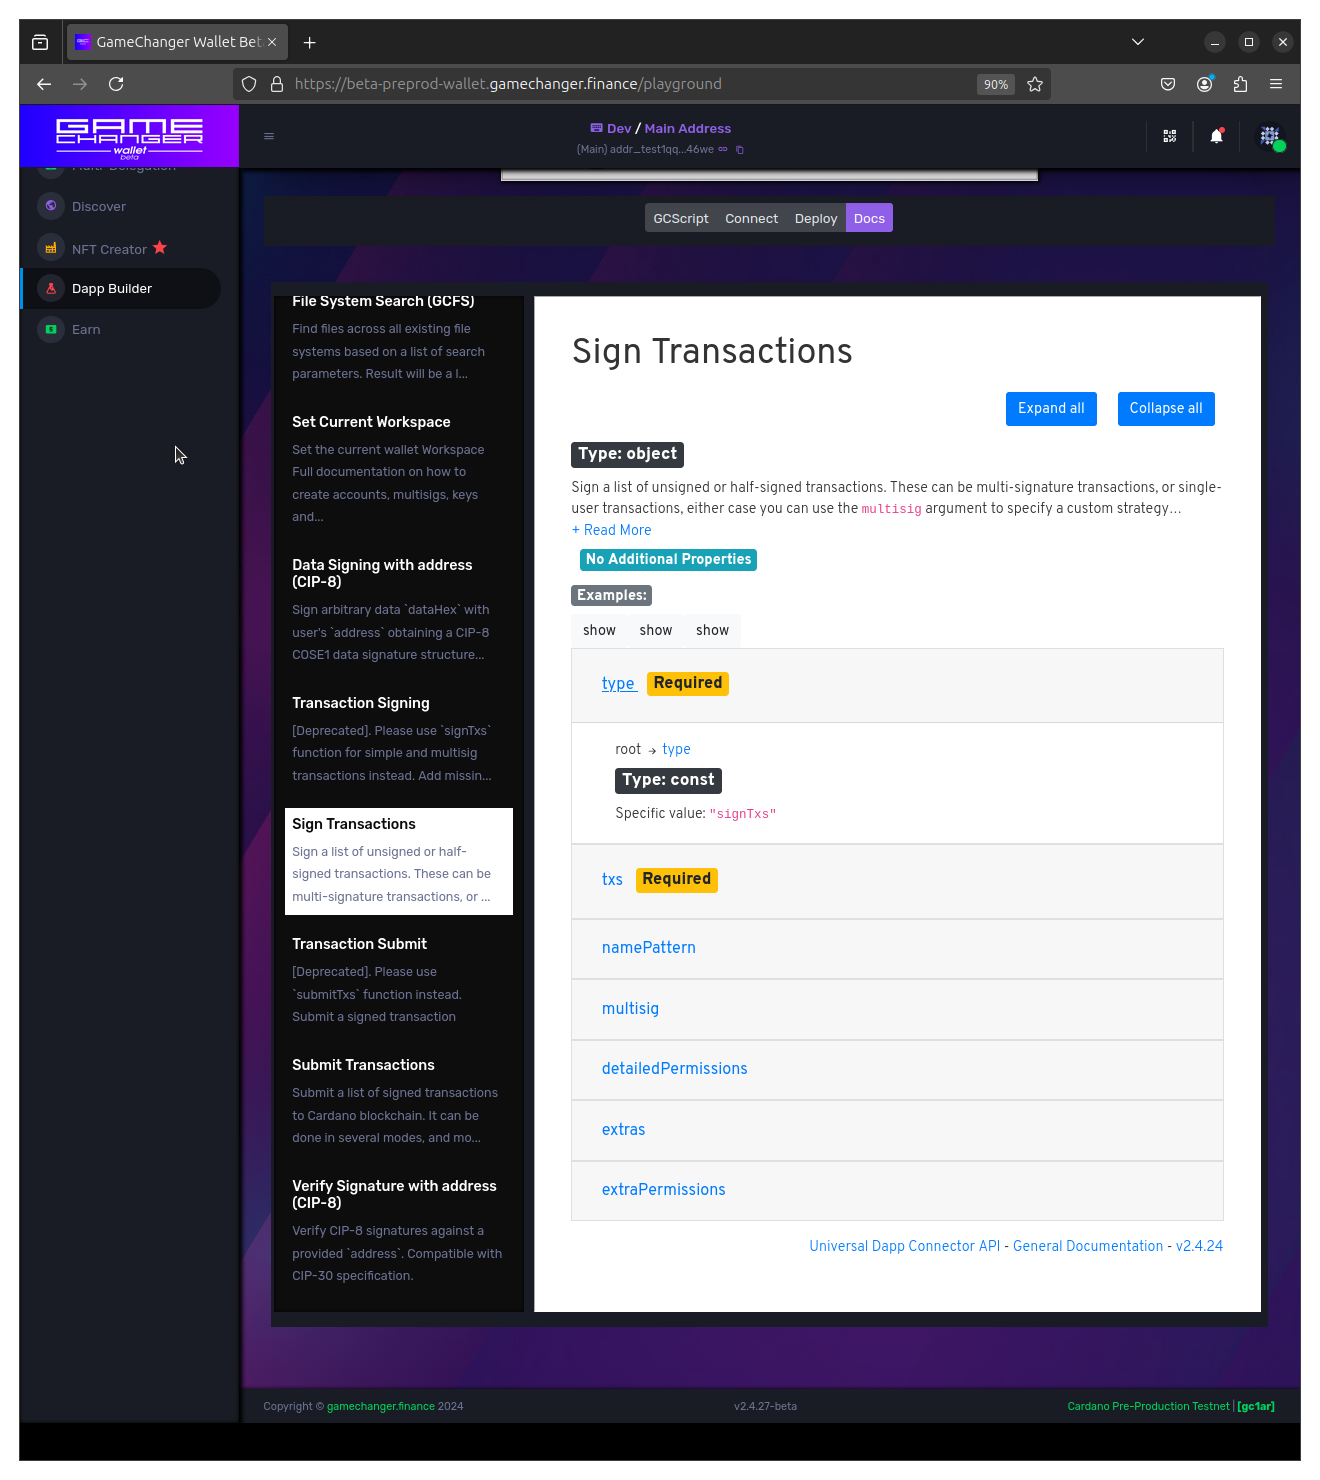 GameChanger Wallet Bet
https://beta-preprod-wallet.gamechanger.finance/playground
90%
GAME
CHANGER
wallet
beta
Dev / Main Address
(Main) addr_test1qq...46we
Multi-Delegation
Discover
NFT Creator
Dapp Builder
Earn
GCScript
Connect
Deploy
Docs
File System Search (GCFS)
Find files across all existing file
systems based on a list of search
parameters. Result will be a l...
Set Current Workspace
Set the current wallet Workspace
Full documentation on how to
create accounts, multisigs, keys
and...
Data Signing with address
(CIP-8)
Sign arbitrary data `dataHex` with
user's `address` obtaining a CIP-8
COSE1 data signature structure...
Transaction Signing
[Deprecated]. Please use `signTxs`
function for simple and multisig
transactions instead. Add missin...
Sign Transactions
Sign a list of unsigned or half-
signed transactions. These can be
multi-signature transactions, or ...
Transaction Submit
[Deprecated]. Please use
`submitTxs` function instead.
Submit a signed transaction
Submit Transactions
Submit a list of signed transactions
to Cardano blockchain. It can be
done in several modes, and mo...
Verify Signature with address
(CIP-8)
Verify CIP-8 signatures against a
provided `address`. Compatible with
CIP-30 specification.
Sign Transactions
Expand all
Collapse all
Type: object
Sign a list of unsigned or half-signed transactions. These can be multi-signature transactions, or single-
user transactions, either case you can use the multisig argument to specify a custom strategy...
+ Read More
No Additional Properties
Examples:
show
show
show
type Required
root → type
Type: const
Specific value: "signTxs"
txs Required
namePattern
multisig
detailedPermissions
extras
extraPermissions
Universal Dapp Connector API - General Documentation - v2.4.24
Copyright © gamechanger.finance 2024
v2.4.27-beta
Cardano Pre-Production Testnet | [gc1ar]